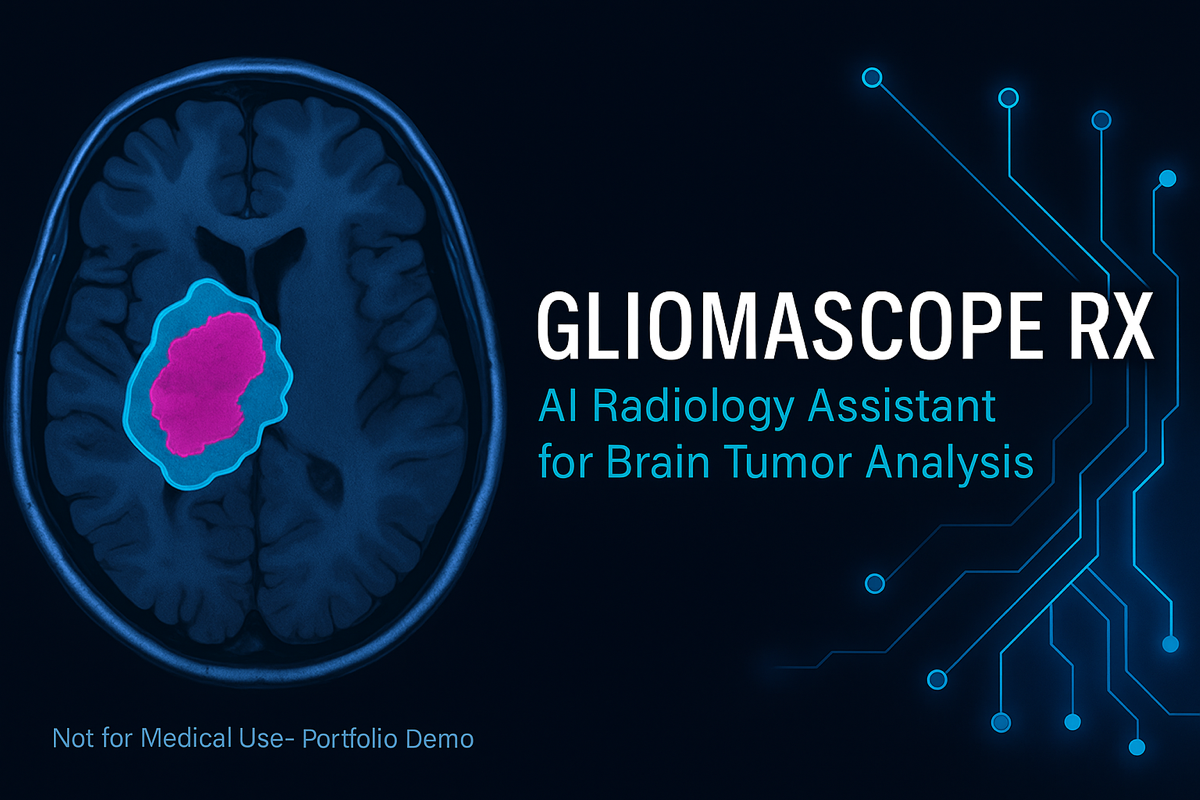 GLIOMASCOPE RX
AI Radiology Assistant
for Brain Tumor Analysis
Not for Medical Use- Portfolio Demo